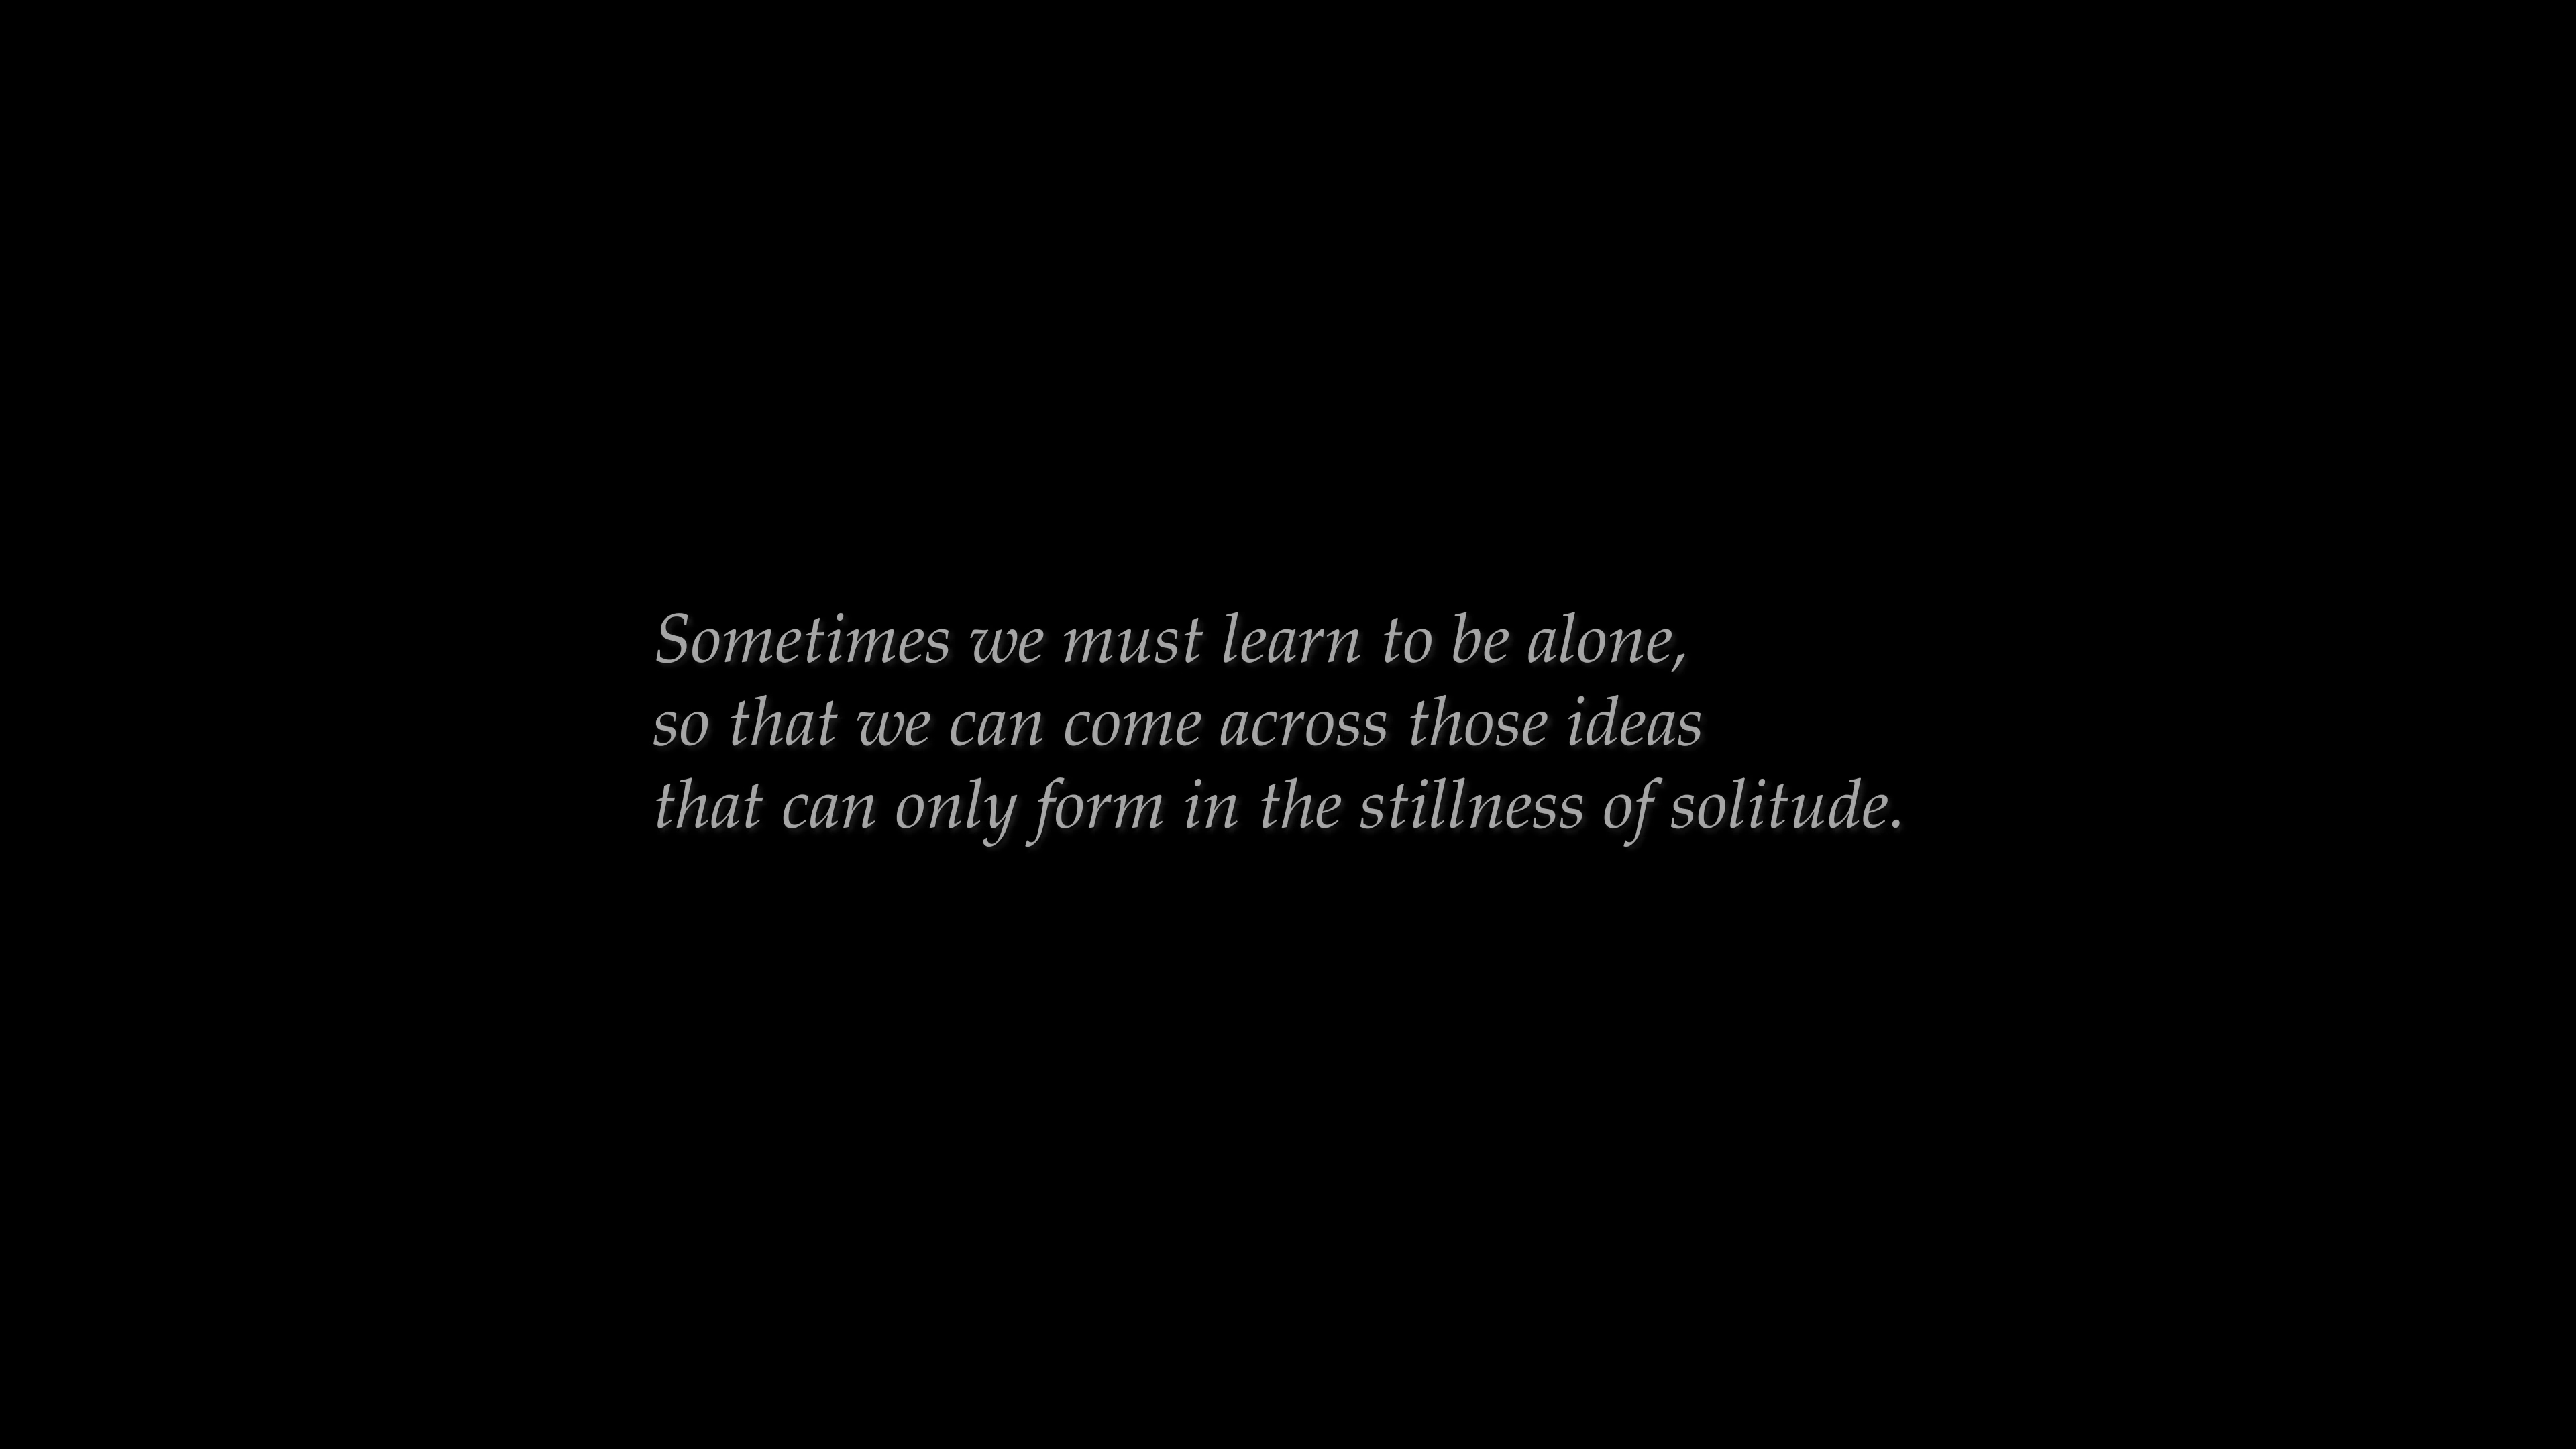 Sometimes we must learn to be alone,
so that we can come across those ideas
that can only form in the stillness of solitude.